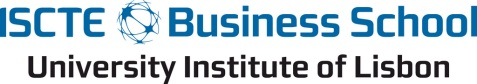 ISCTE Business School
University Institute of Lisbon